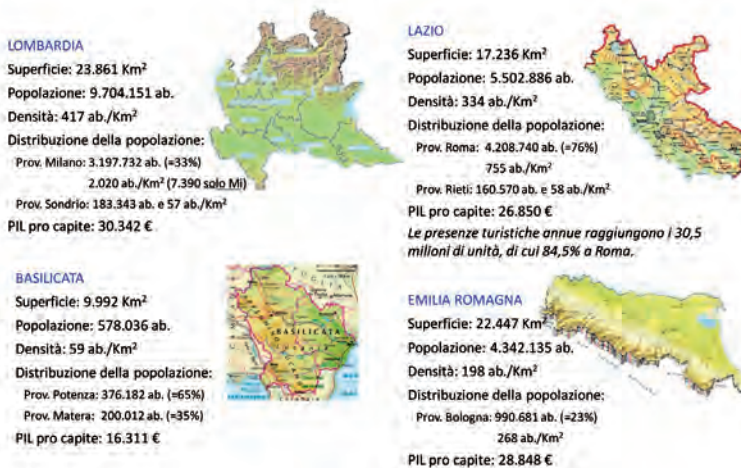 LOMBARDIA
Superficie: 23.861 Km²
Popolazione: 9.704.151 ab.
Densità: 417 ab./Km²
Distribuzione della popolazione:
Prov. Milano: 3.197.732 ab. (=33%)
2.020 ab./Km² (7.390 solo Mi)
Prov. Sondrio: 183.343 ab. e 57 ab./Km²
PIL pro capite: 30.342 €
LAZIO
Superficie: 17.236 Km²
Popolazione: 5.502.886 ab.
Densità: 334 ab./Km²
Distribuzione della popolazione:
Prov. Roma: 4.208.740 ab. (=76%)
755 ab./Km²
Prov. Rieti: 160.570 ab. e 58 ab./Km²
PIL pro capite: 26.850 €
Le presenze turistiche annue raggiungono i 30,5
milioni di unità, di cui 84,5% a Roma.
BASILICATA
Superficie: 9.992 Km²
Popolazione: 578.036 ab.
Densità: 59 ab./Km²
Distribuzione della popolazione:
Prov. Potenza: 376.182 ab. (=65%)
Prov. Matera: 200.012 ab. (=35%)
PIL pro capite: 16.311 €
BASILICATA
EMILIA ROMAGNA
Superficie: 22.447 Km²
Popolazione: 4.342.135 ab.
Densità: 198 ab./Km²
Distribuzione della popolazione:
Prov. Bologna: 990.681 ab. (=23%)
268 ab./Km²
PIL pro capite: 28.848 €